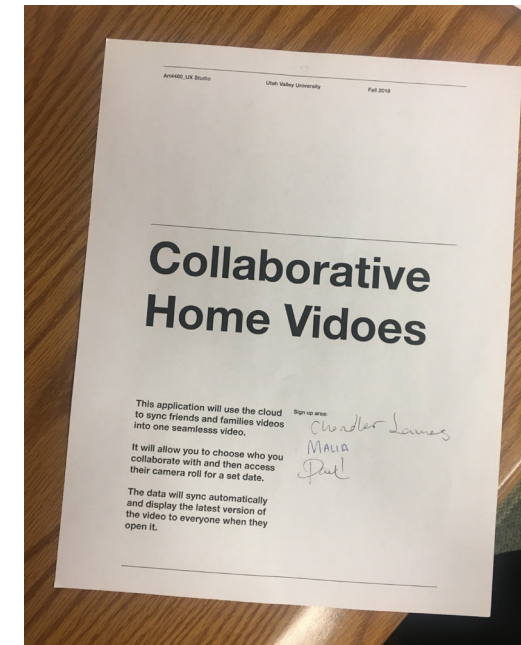 Art4460_UX Studio Utah Valley University Fall 2018
Collaborative
Home Vidoes
This application will use the cloud
to sync friends and families videos
into one seamlesss video.
It will allow you to choose who you
collaborate with and then access
their camera roll for a set date.
The data will sync automatically
and display the latest version of
the video to everyone when they
open it.
Sign up area:
Chandler
MALIA